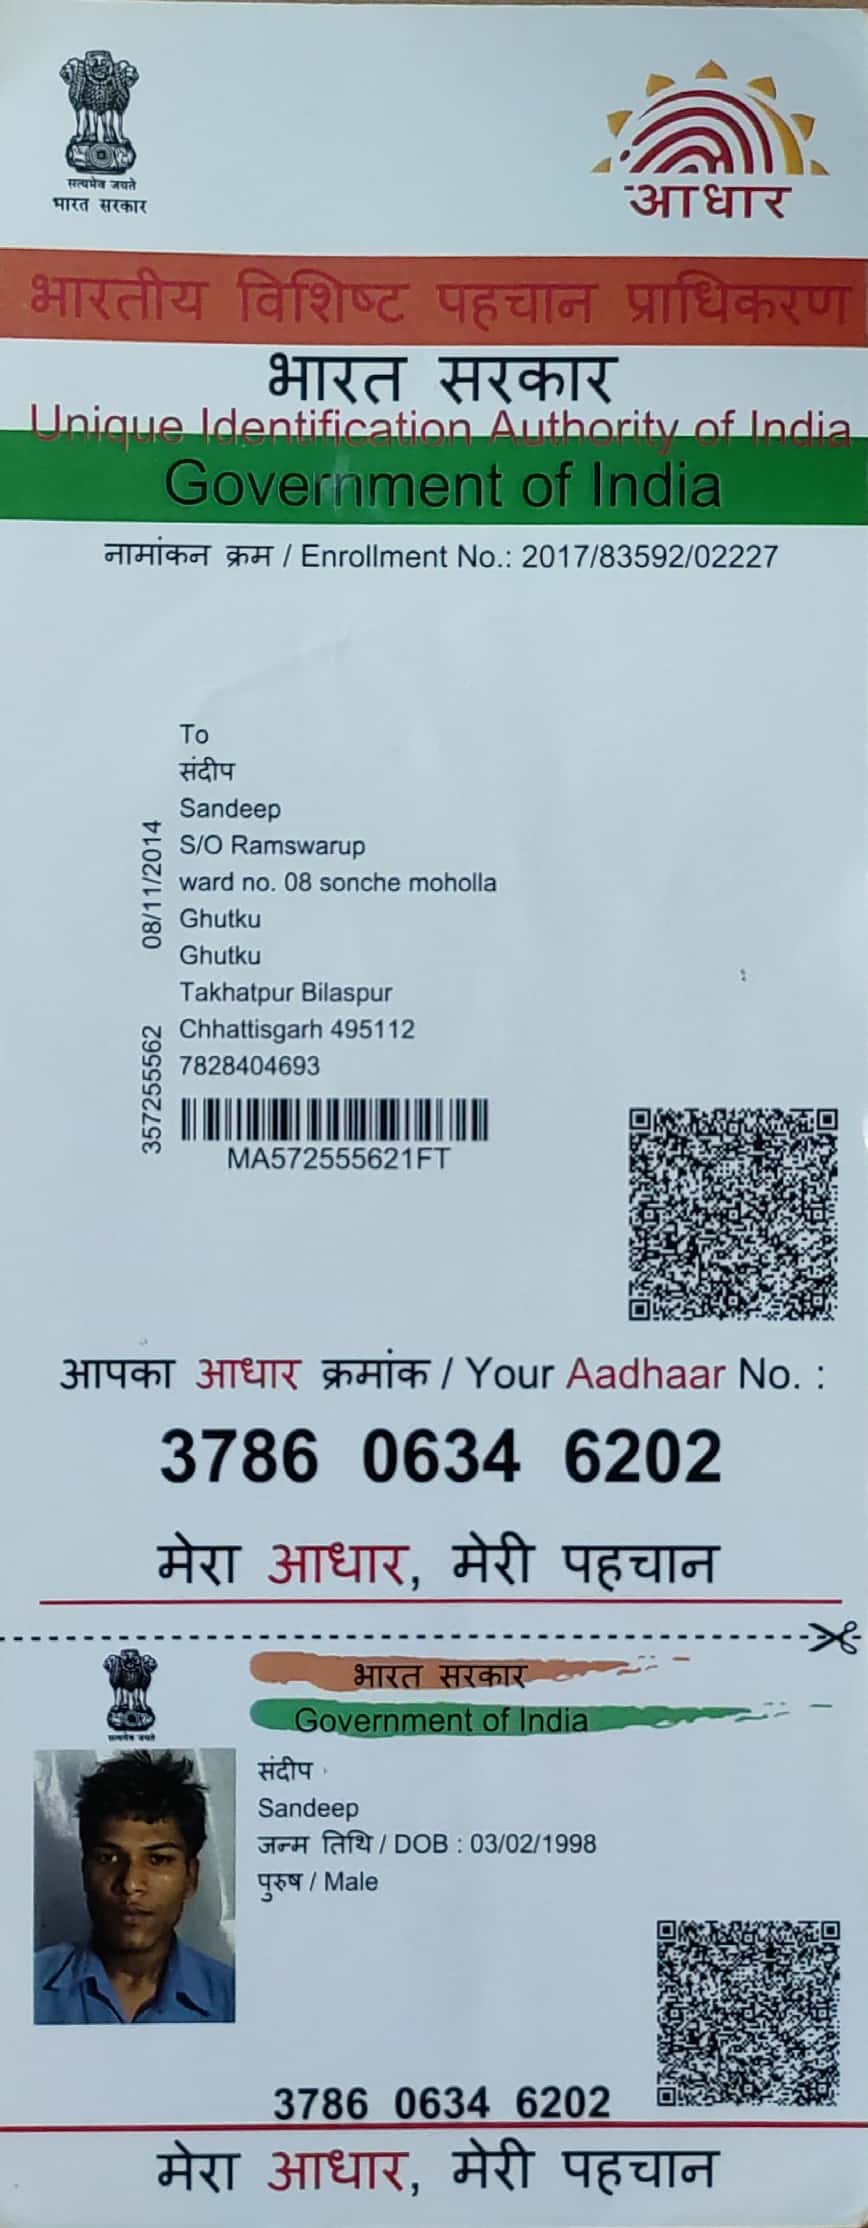 सत्यमेव जयते
भारत सरकार
आधार
भारतीय विशिष्ट पहचान प्राधिकरण
भारत सरकार
Unique Identification Authority of India
Government of India
नामांकन क्रम / Enrollment No.: 2017/83592/02227
To
संदीप
Sandeep
S/O Ramswarup
ward no. 08 sonche moholla
Ghutku
Ghutku
Takhatpur Bilaspur
Chhattisgarh 495112
7828404693
08/11/2014
357255562
MA572555621FT
आपका आधार क्रमांक / Your Aadhaar No. :
3786 0634 6202
मेरा आधार, मेरी पहचान
सत्यमेव जयते
भारत सरकार
Government of India
संदीप
Sandeep
जन्म तिथि / DOB : 03/02/1998
पुरुष / Male
3786 0634 6202
मेरा आधार, मेरी पहचान